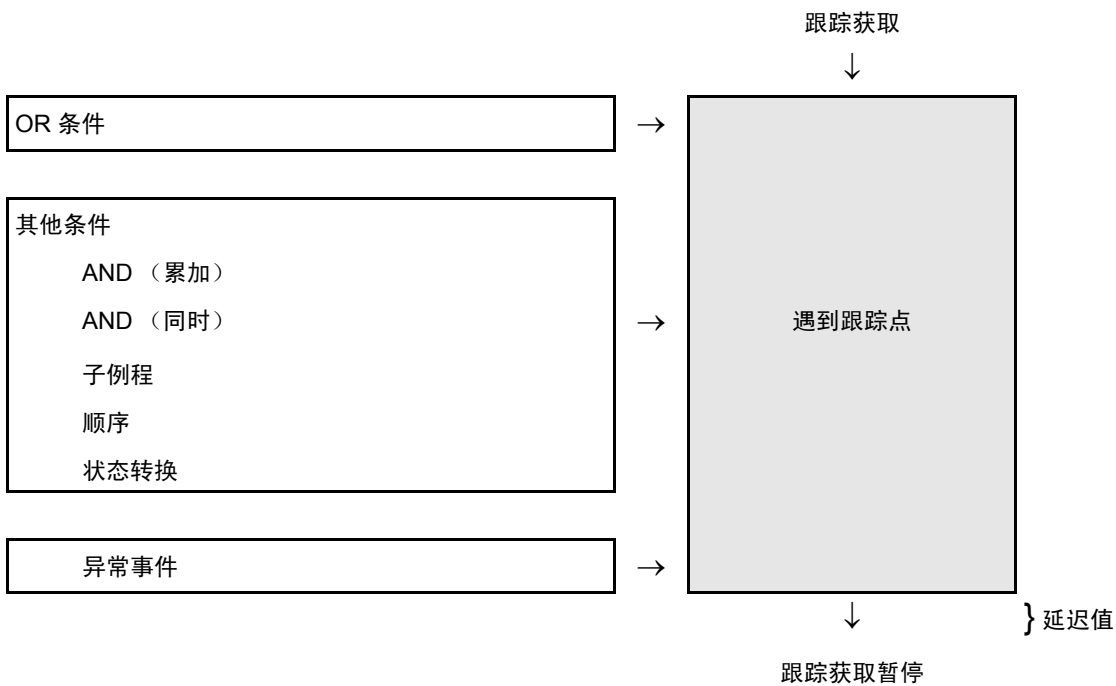 跟踪获取
↓
OR 条件
→
其他条件
AND （累加）
AND （同时）
子例程
顺序
状态转换
→
遇到跟踪点
异常事件
→
↓
} 延迟值
跟踪获取暂停